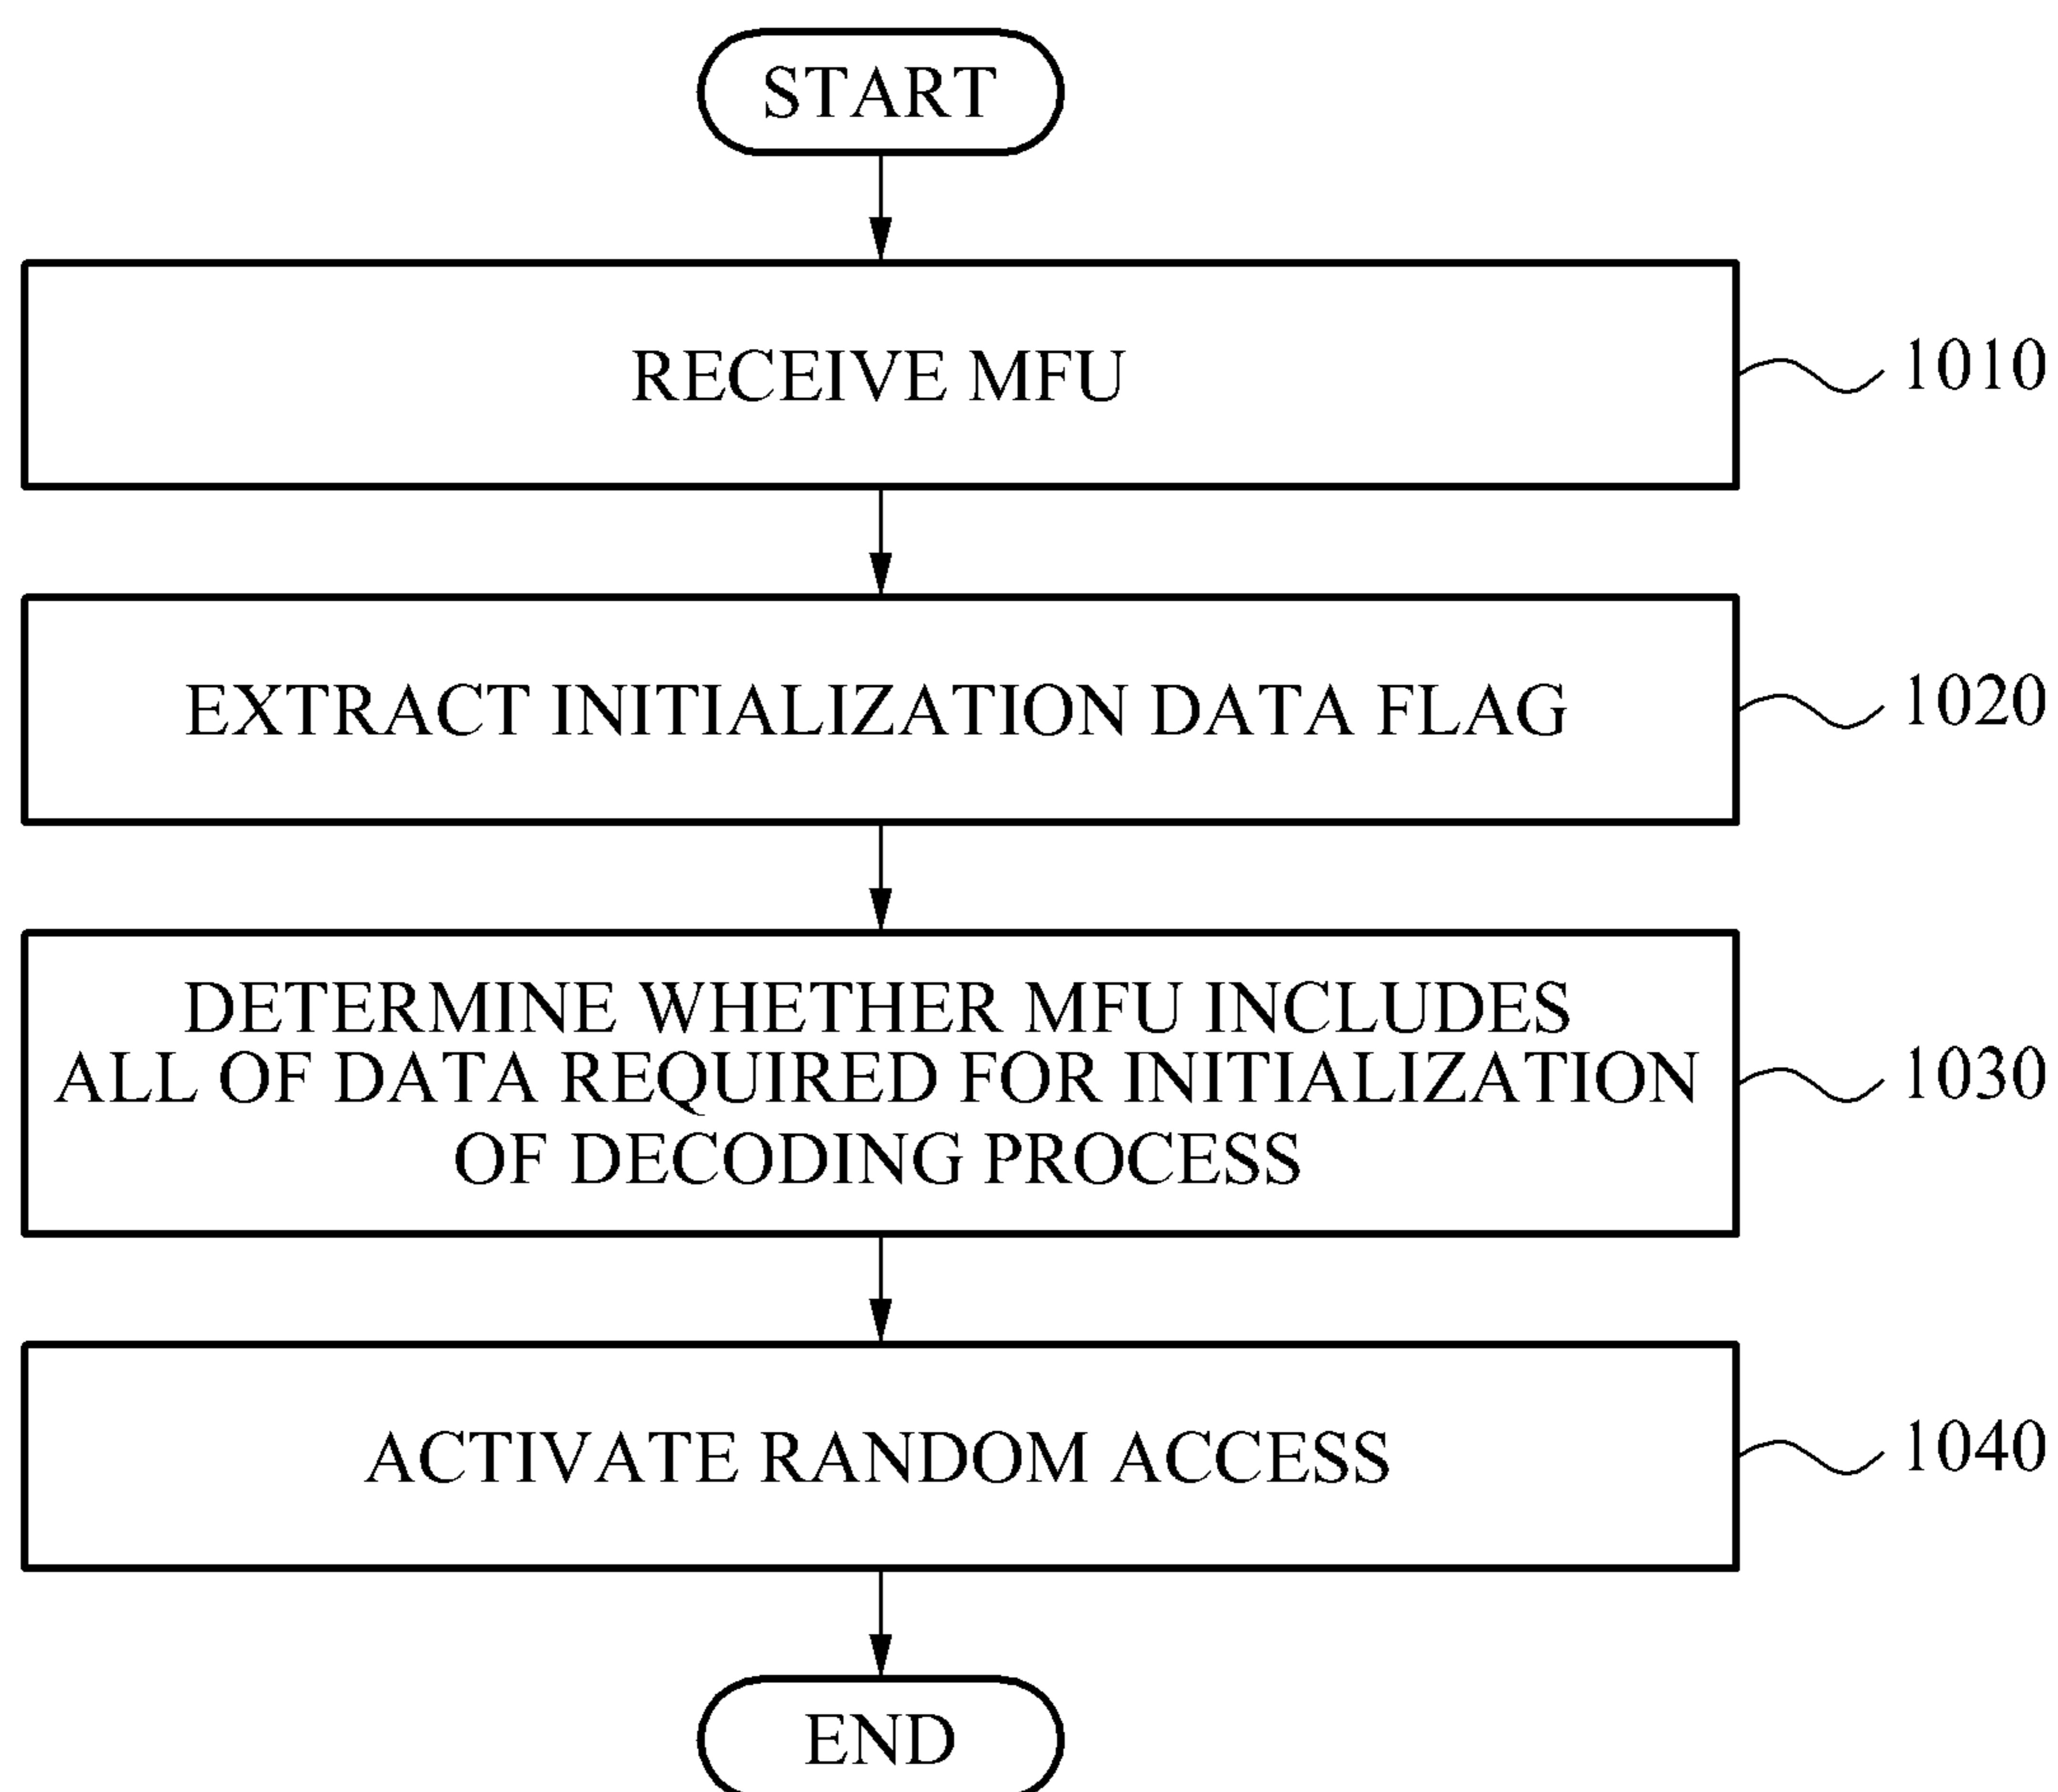 START
RECEIVE MFU
1010
EXTRACT INITIALIZATION DATA FLAG
1020
DETERMINE WHETHER MFU INCLUDES
ALL OF DATA REQUIRED FOR INITIALIZATION
OF DECODING PROCESS
1030
ACTIVATE RANDOM ACCESS
1040
END